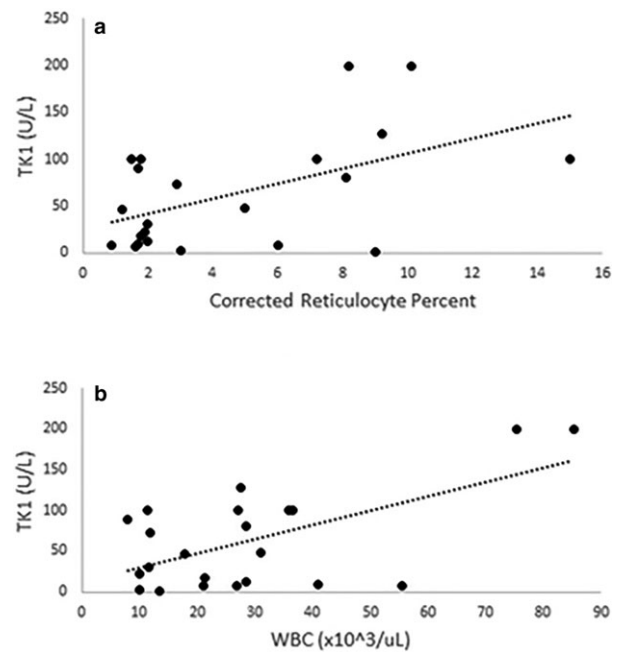 a
250
200
150
100
50
0
TK1 (U/L)
0 2 4 6 8 10 12 14 16
Corrected Reticulocyte Percent
b
250
200
150
100
50
0
TK1 (U/L)
0 10 20 30 40 50 60 70 80 90
WBC (x10^3/uL)